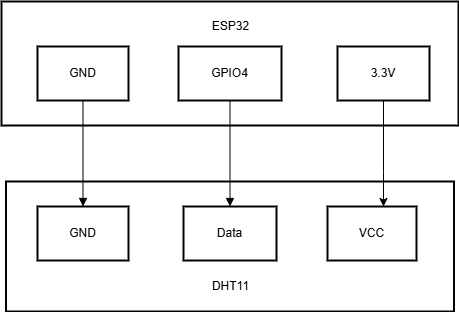 ESP32
GND GPIO4 3.3V
GND Data VCC
DHT11